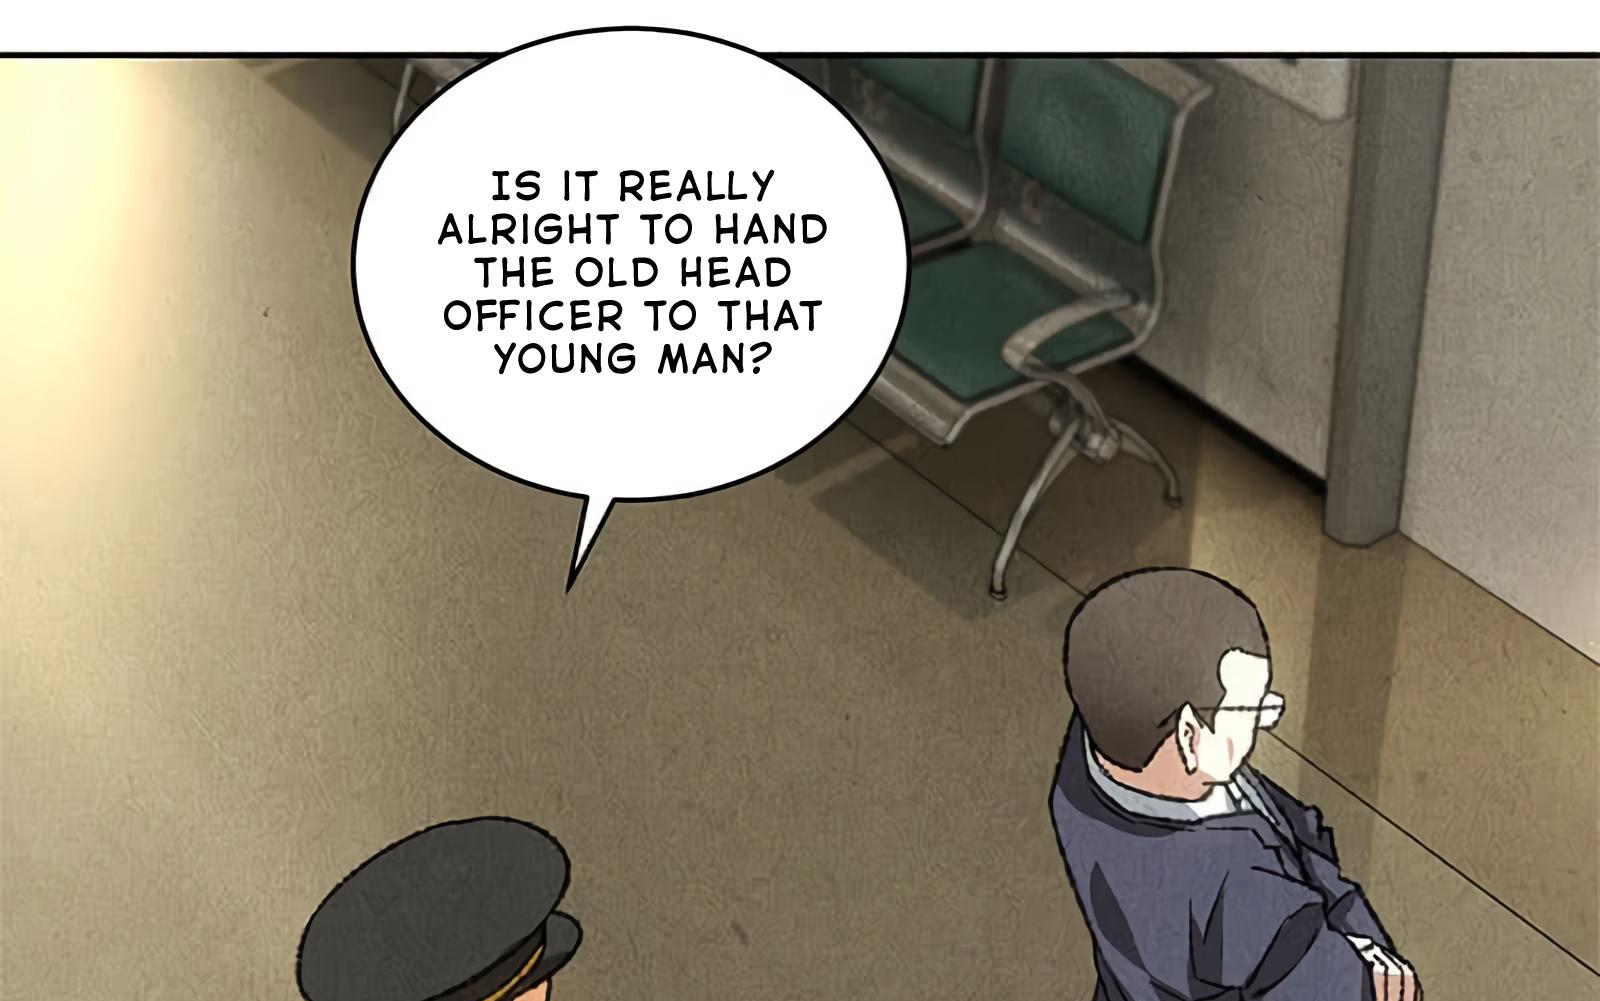 IS IT REALLY
ALRIGHT TO HAND
THE OLD HEAD
OFFICER TO THAT
YOUNG MAN?